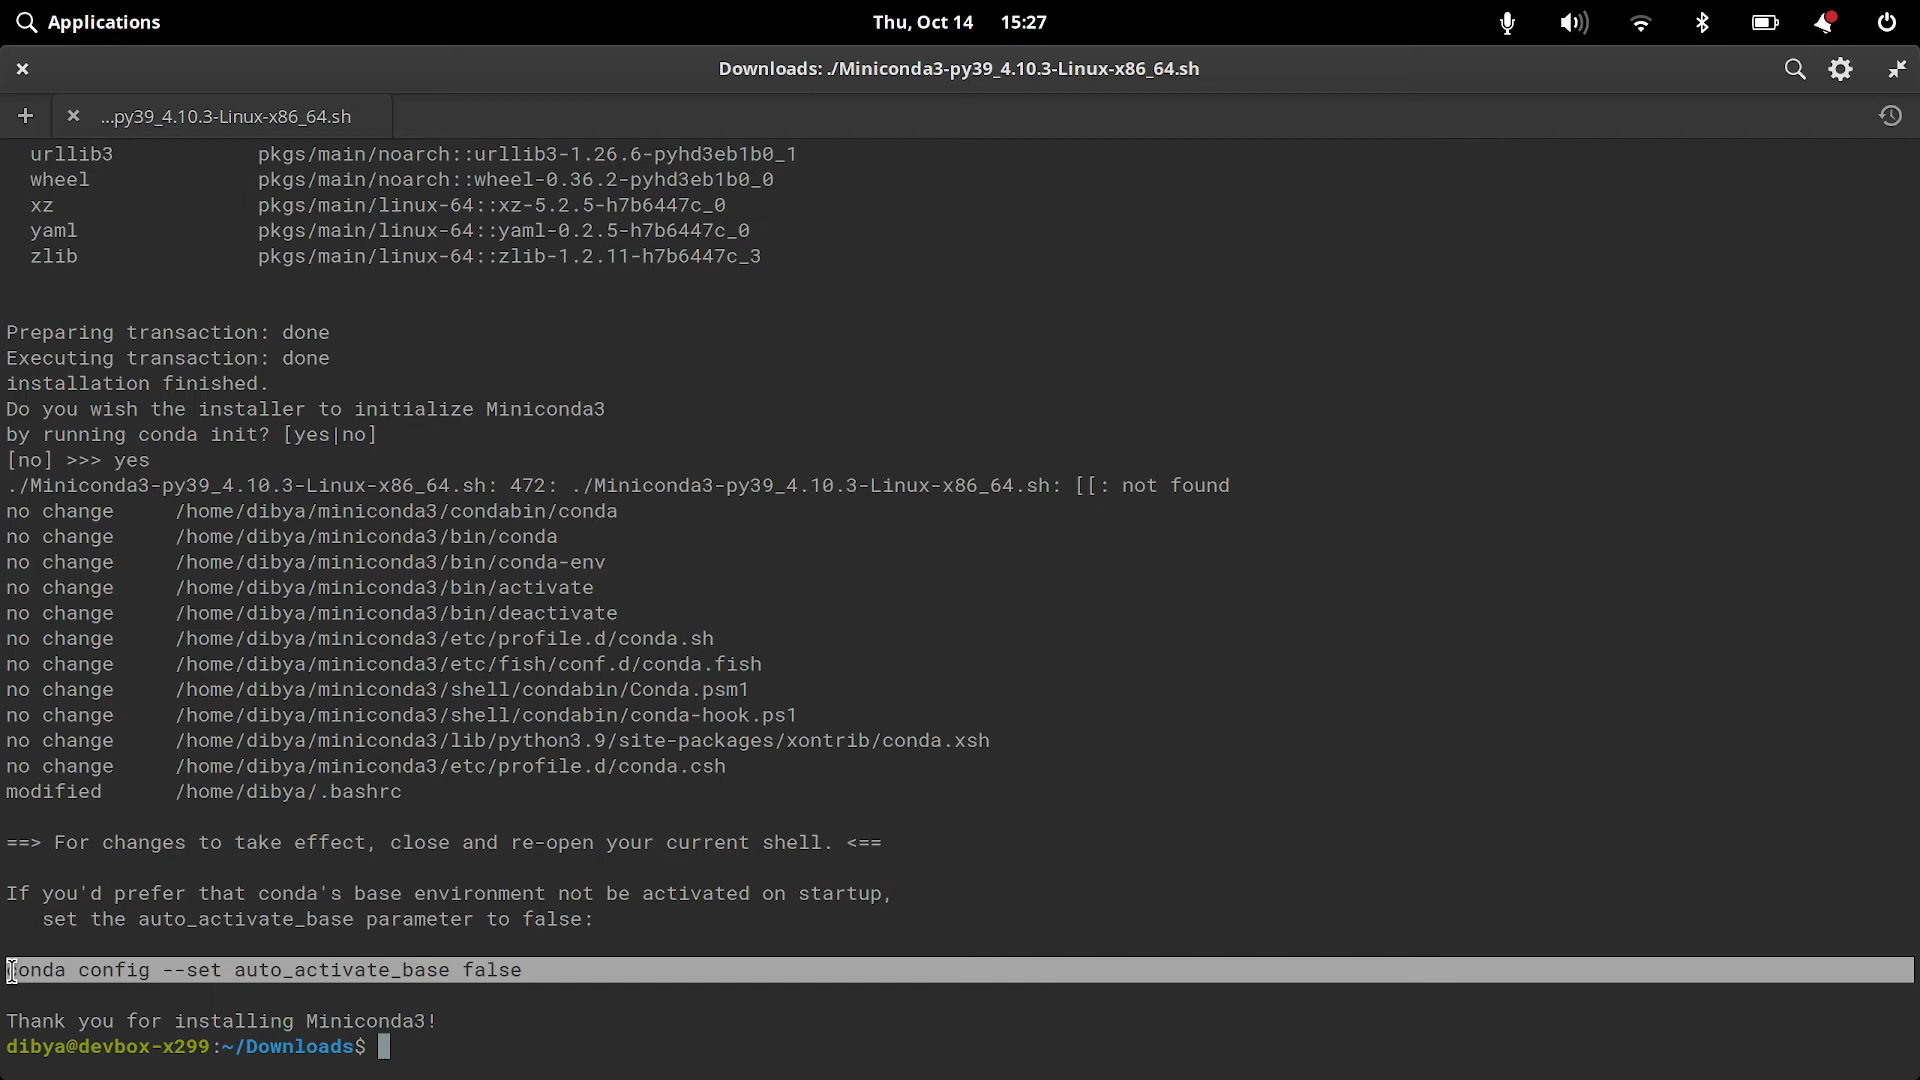 Applications
Thu, Oct 14 15:27
Downloads: ./Miniconda3-py39_4.10.3-Linux-x86_64.sh
...py39_4.10.3-Linux-x86_64.sh
urllib3 pkgs/main/noarch::urllib3-1.26.6-pyhd3eb1b0_1
wheel pkgs/main/noarch::wheel-0.36.2-pyhd3eb1b0_0
xz pkgs/main/linux-64::xz-5.2.5-h7b6447c_0
yaml pkgs/main/linux-64::yaml-0.2.5-h7b6447c_0
zlib pkgs/main/linux-64::zlib-1.2.11-h7b6447c_3
Preparing transaction: done
Executing transaction: done
installation finished.
Do you wish the installer to initialize Miniconda3
by running conda init? [yes|no]
[no] >>> yes
./Miniconda3-py39_4.10.3-Linux-x86_64.sh: 472: ./Miniconda3-py39_4.10.3-Linux-x86_64.sh: [[: not found
no change /home/dibya/miniconda3/condabin/conda
no change /home/dibya/miniconda3/bin/conda
no change /home/dibya/miniconda3/bin/conda-env
no change /home/dibya/miniconda3/bin/activate
no change /home/dibya/miniconda3/bin/deactivate
no change /home/dibya/miniconda3/etc/profile.d/conda.sh
no change /home/dibya/miniconda3/etc/fish/conf.d/conda.fish
no change /home/dibya/miniconda3/shell/condabin/Conda.psm1
no change /home/dibya/miniconda3/shell/condabin/conda-hook.ps1
no change /home/dibya/miniconda3/lib/python3.9/site-packages/xontrib/conda.xsh
no change /home/dibya/miniconda3/etc/profile.d/conda.csh
modified /home/dibya/.bashrc
==> For changes to take effect, close and re-open your current shell. <==
If you'd prefer that conda's base environment not be activated on startup,
set the auto_activate_base parameter to false:
conda config --set auto_activate_base false
Thank you for installing Miniconda3!
dibya@devbox-x299:~/Downloads$